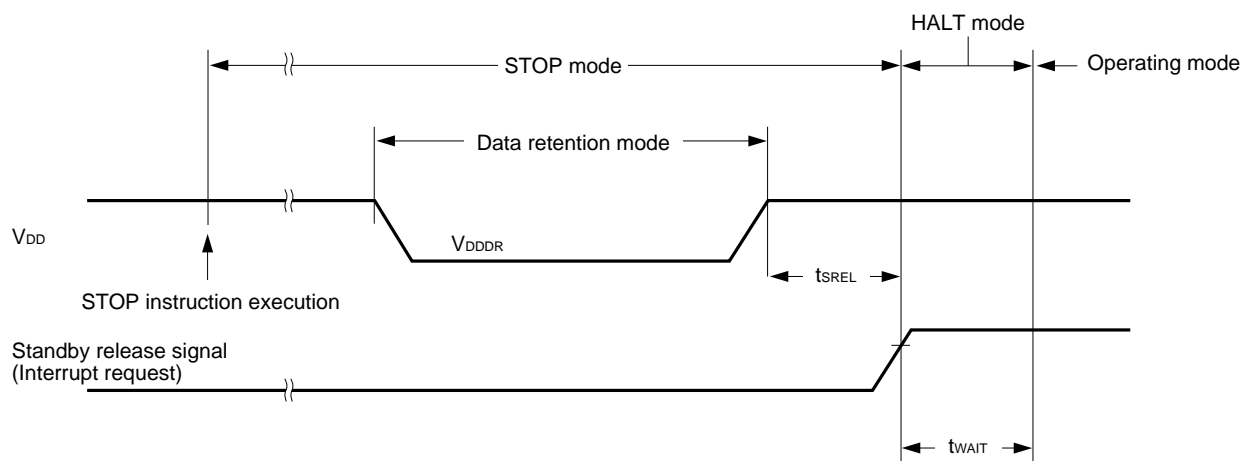 HALT mode
STOP mode
Operating mode
Data retention mode
VDD
VDDDR
tSREL
STOP instruction execution
Standby release signal
(Interrupt request)
tWAIT